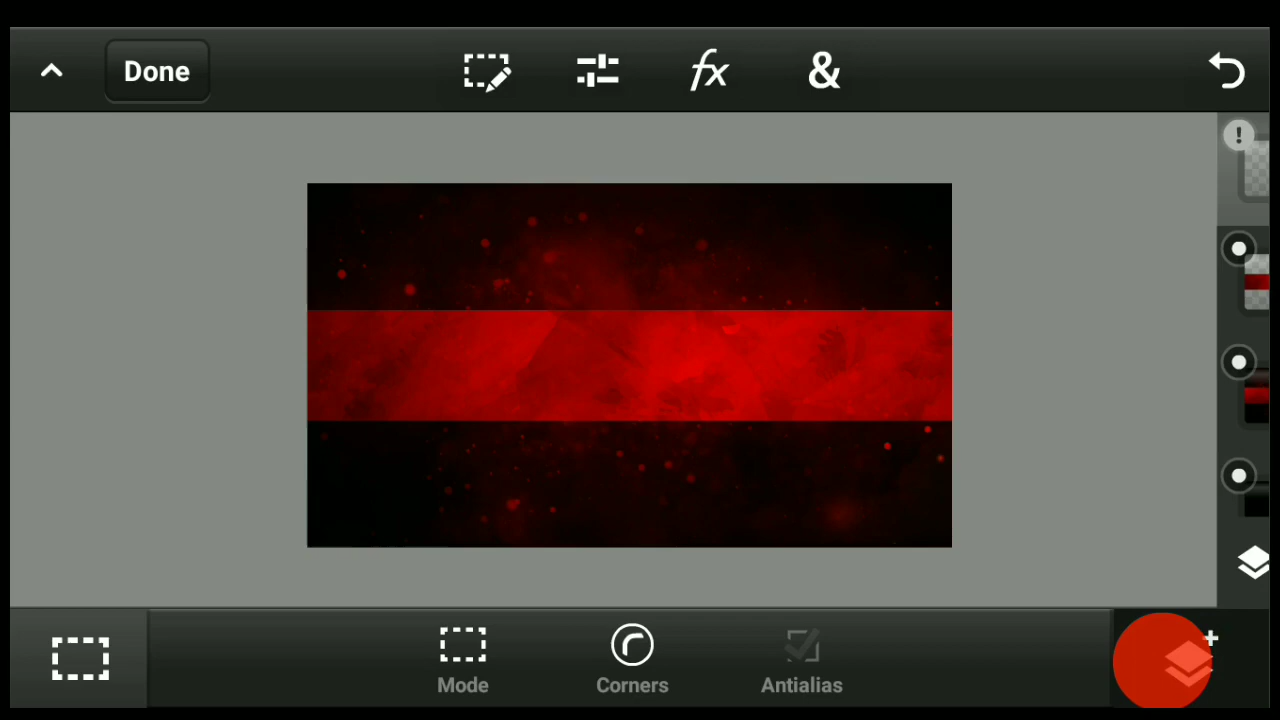 Done
fx
&
!
Mode
Corners
Antialias